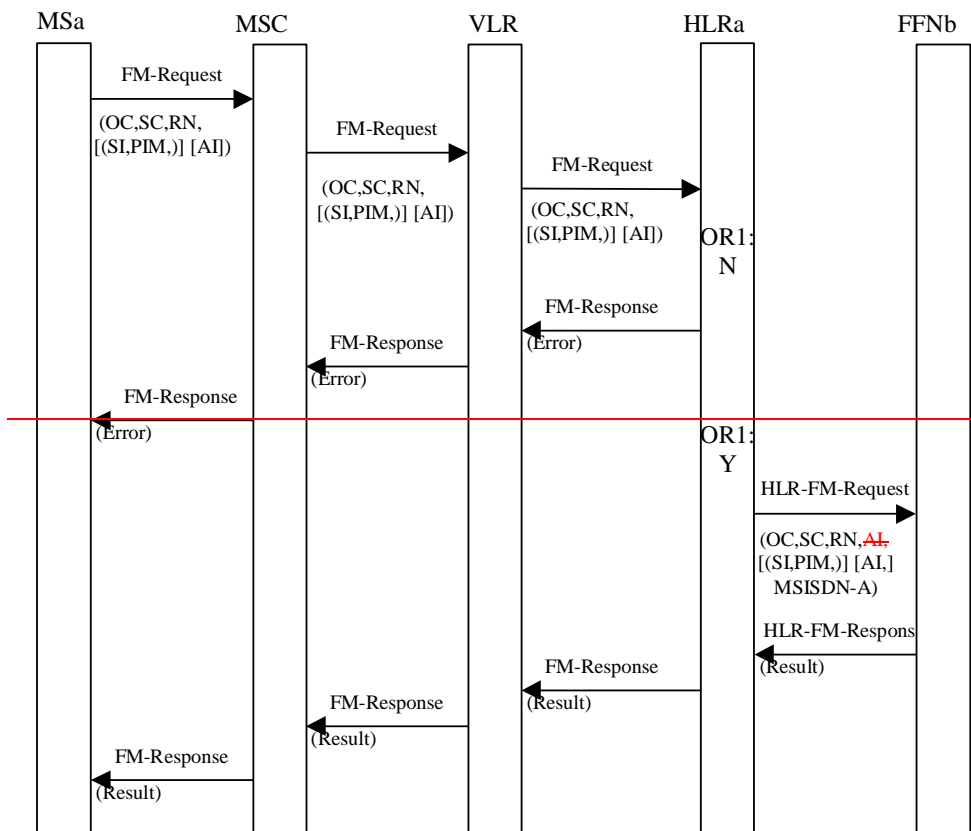 MSa
MSC
VLR
HLRa
FFNb
FM-Request
(OC,SC,RN,
[(SI,PIM,)] [AI])
FM-Request
(OC,SC,RN,
[(SI,PIM,)] [AI])
FM-Request
(OC,SC,RN,
[(SI,PIM,)] [AI])
OR1:
N
FM-Response
(Error)
FM-Response
(Error)
FM-Response
(Error)
OR1:
Y
HLR-FM-Request
(OC,SC,RN,AI,
[(SI,PIM,)] [AI,]
MSISDN-A)
HLR-FM-Respons
(Result)
FM-Response
(Result)
FM-Response
(Result)
FM-Response
(Result)